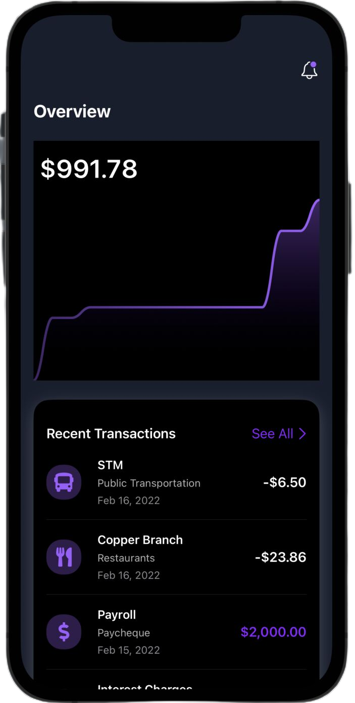 Overview
$991.78
Recent Transactions
See All
STM
Public Transportation
Feb 16, 2022
-$6.50
Copper Branch
Restaurants
Feb 16, 2022
-$23.86
Payroll
Paycheque
Feb 15, 2022
$2,000.00
Interest Charges